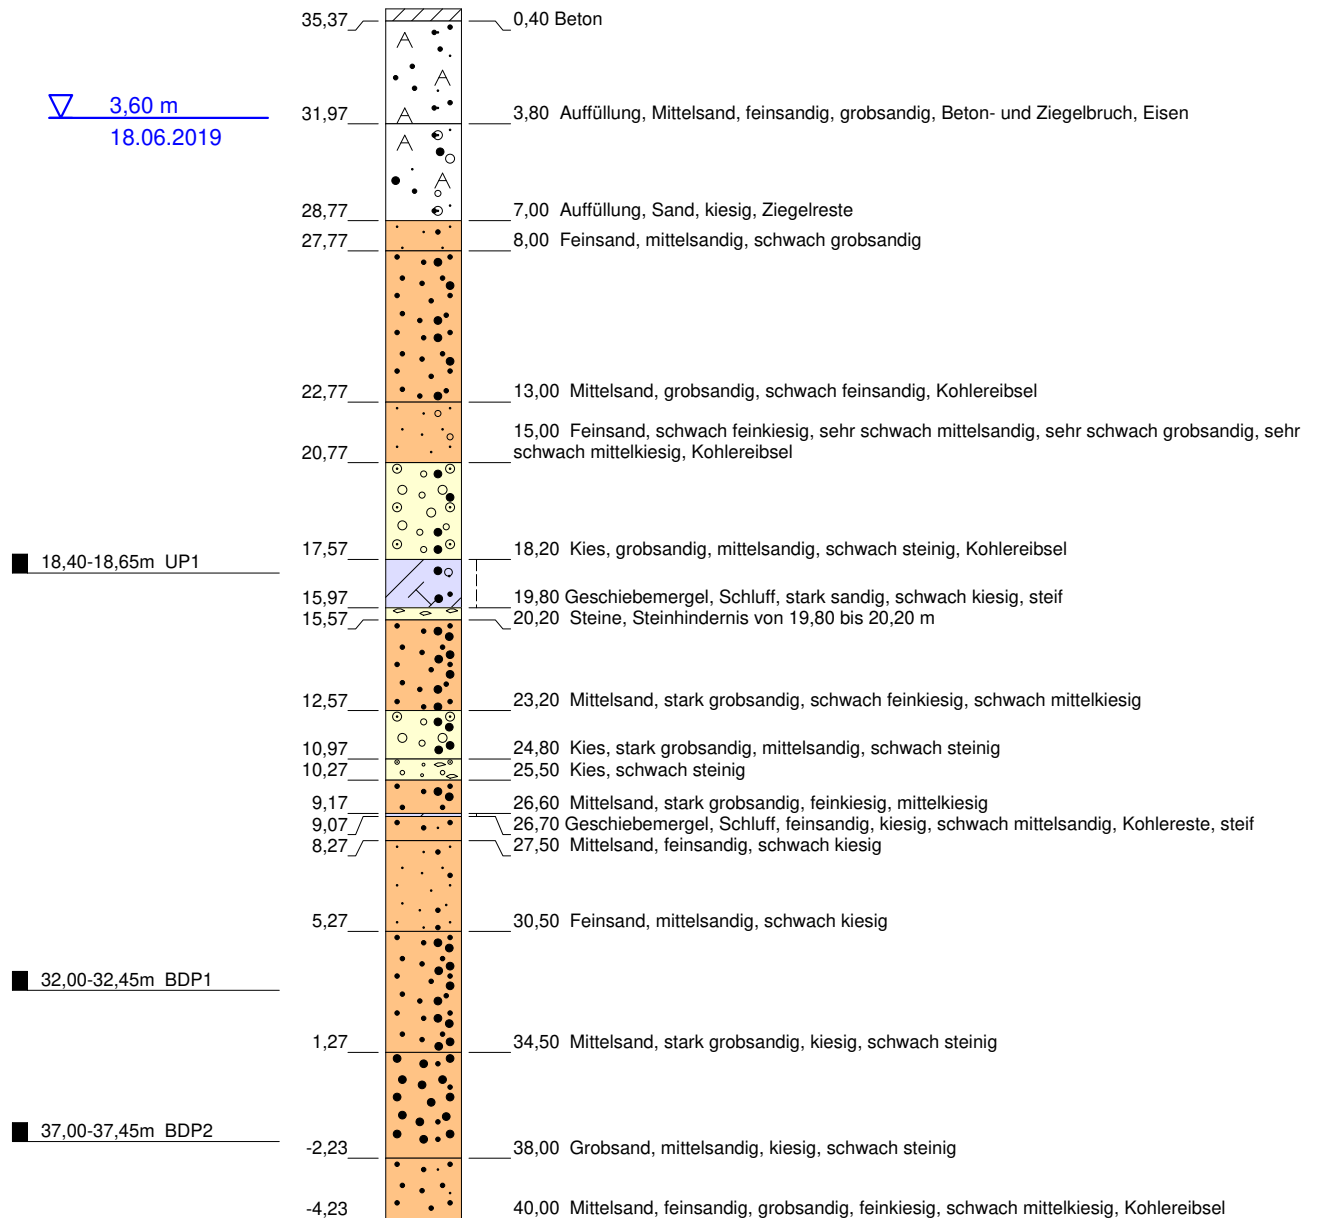 35,37 0,40 Beton
3,60 m
31,97 3,80 Auffüllung, Mittelsand, feinsandig, grobsandig, Beton- und Ziegelbruch, Eisen
18.06.2019
28,77 7,00 Auffüllung, Sand, kiesig, Ziegelreste
27,77 8,00 Feinsand, mittelsandig, schwach grobsandig
22,77 13,00 Mittelsand, grobsandig, schwach feinsandig, Kohlereibsel
15,00 Feinsand, schwach feinkiesig, sehr schwach mittelsandig, sehr schwach grobsandig, sehr
20,77 schwach mittelkiesig, Kohlereibsel
17,57 18,20 Kies, grobsandig, mittelsandig, schwach steinig, Kohlereibsel
18,40-18,65m UP1
15,97 19,80 Geschiebemergel, Schluff, stark sandig, schwach kiesig, steif
15,57 20,20 Steine, Steinhindernis von 19,80 bis 20,20 m
12,57 23,20 Mittelsand, stark grobsandig, schwach feinkiesig, schwach mittelkiesig
10,97 24,80 Kies, stark grobsandig, mittelsandig, schwach steinig
10,27 25,50 Kies, schwach steinig
9,17 26,60 Mittelsand, stark grobsandig, feinkiesig, mittelkiesig
9,07 26,70 Geschiebemergel, Schluff, feinsandig, kiesig, schwach mittelsandig, Kohlereste, steif
8,27 27,50 Mittelsand, feinsandig, schwach kiesig
5,27 30,50 Feinsand, mittelsandig, schwach kiesig
32,00-32,45m BDP1
1,27 34,50 Mittelsand, stark grobsandig, kiesig, schwach steinig
37,00-37,45m BDP2
-2,23 38,00 Grobsand, mittelsandig, kiesig, schwach steinig
-4,23 40,00 Mittelsand, feinsandig, grobsandig, feinkiesig, schwach mittelkiesig, Kohlereibsel